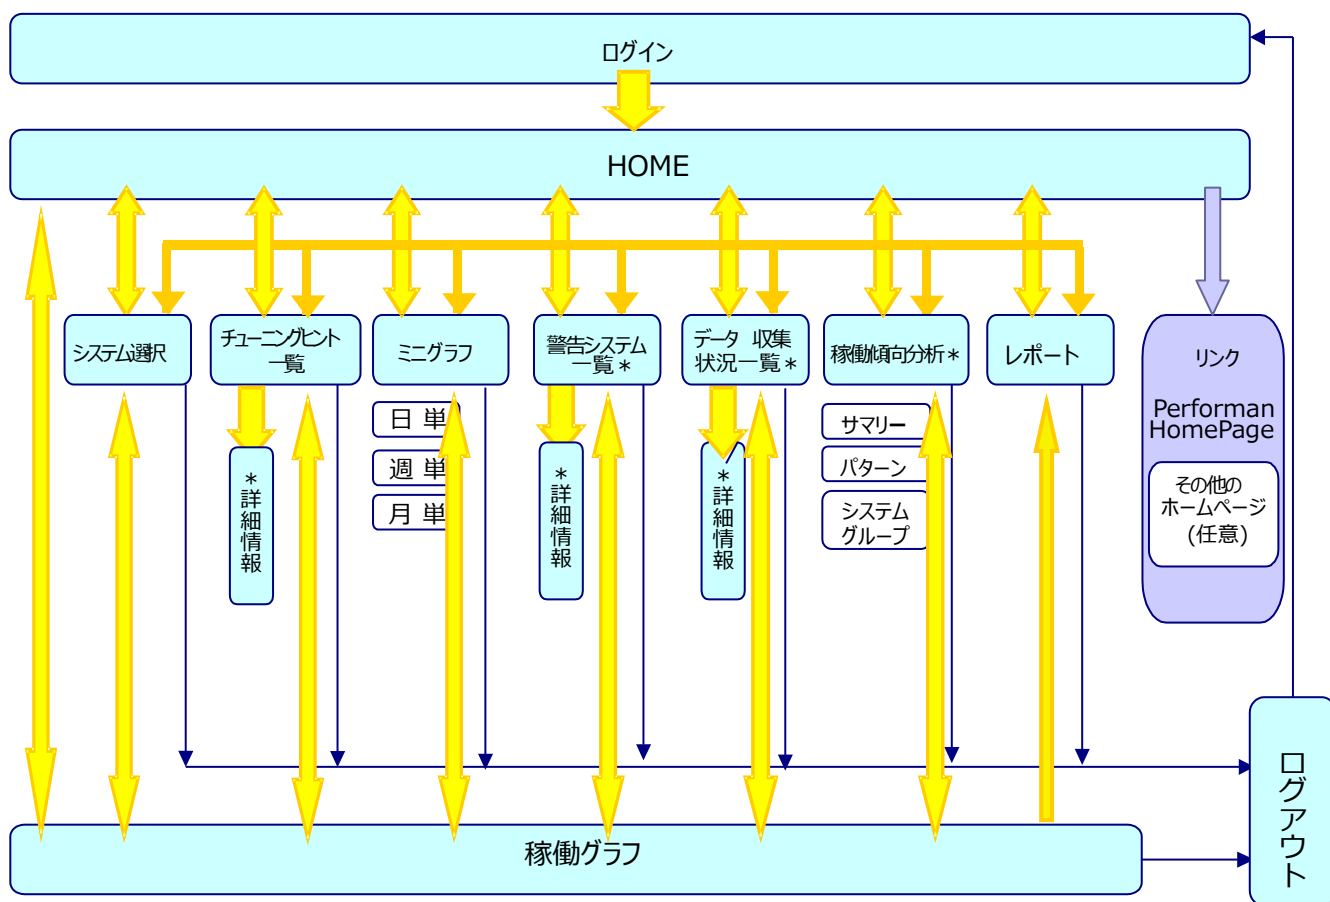 ログイン
HOME
システム選択
チューニングヒント
一覧
ミニグラフ
警告システム
一覧*
データ 収集
状況一覧*
稼働傾向分析*
レポート
リンク
Performan
HomePage
その他の
ホームページ
(任意)
日 単
週 単
月 単
サマリー
パターン
システム
グループ
*詳細情報
*詳細情報
*詳細情報
ログアウト
稼働グラフ